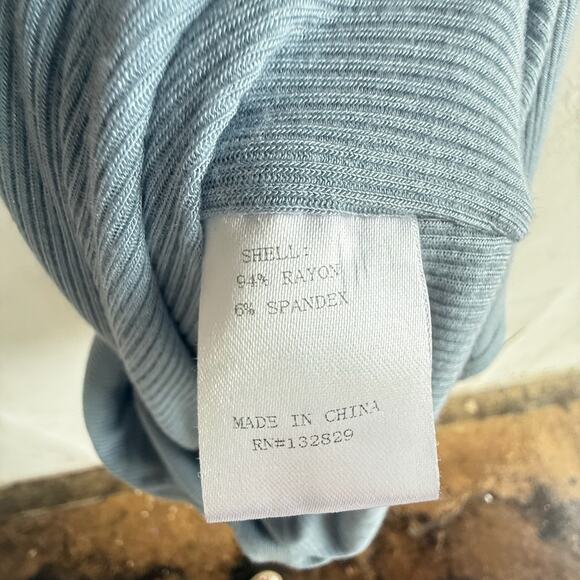 SHELL:
94% RAYON
6% SPANDEX
MADE IN CHINA
RN#132829